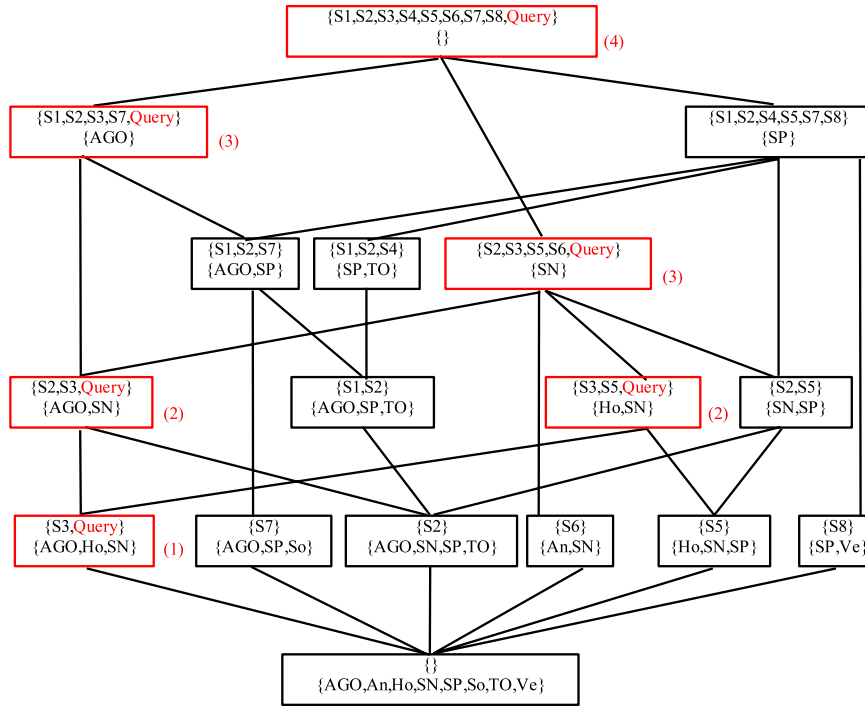 {S1,S2,S3,S4,S5,S6,S7,S8,Query}
{}
(4)
{S1,S2,S3,S7,Query}
{AGO}
(3)
{S1,S2,S4,S5,S7,S8}
{SP}
{S1,S2,S7}
{AGO,SP}
{S1,S2,S4}
{SP,TO}
{S2,S3,S5,S6,Query}
{SN}
(3)
{S2,S3,Query}
{AGO,SN}
(2)
{S1,S2}
{AGO,SP,TO}
{S3,S5,Query}
{Ho,SN}
(2)
{S2,S5}
{SN,SP}
{S3,Query}
{AGO,Ho,SN}
(1)
{S7}
{AGO,SP,So}
{S2}
{AGO,SN,SP,TO}
{S6}
{An,SN}
{S5}
{Ho,SN,SP}
{S8}
{SP,Ve}
{}
{AGO,An,Ho,SN,SP,So,TO,Ve}